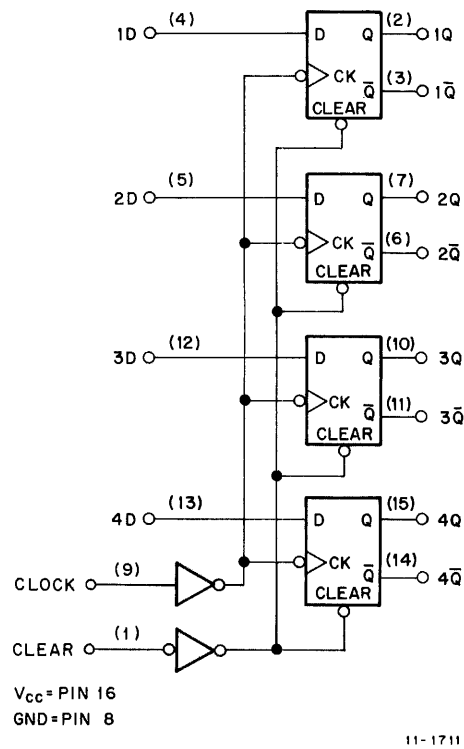 1D (4) D Q (2) 1Q
CK Q̅ (3) 1Q̅
CLEAR
2D (5) D Q (7) 2Q
CK Q̅ (6) 2Q̅
CLEAR
3D (12) D Q (10) 3Q
CK Q̅ (11) 3Q̅
CLEAR
4D (13) D Q (15) 4Q
CK Q̅ (14) 4Q̅
CLEAR
CLOCK (9)
CLEAR (1)
Vcc = PIN 16
GND = PIN 8
11-1711